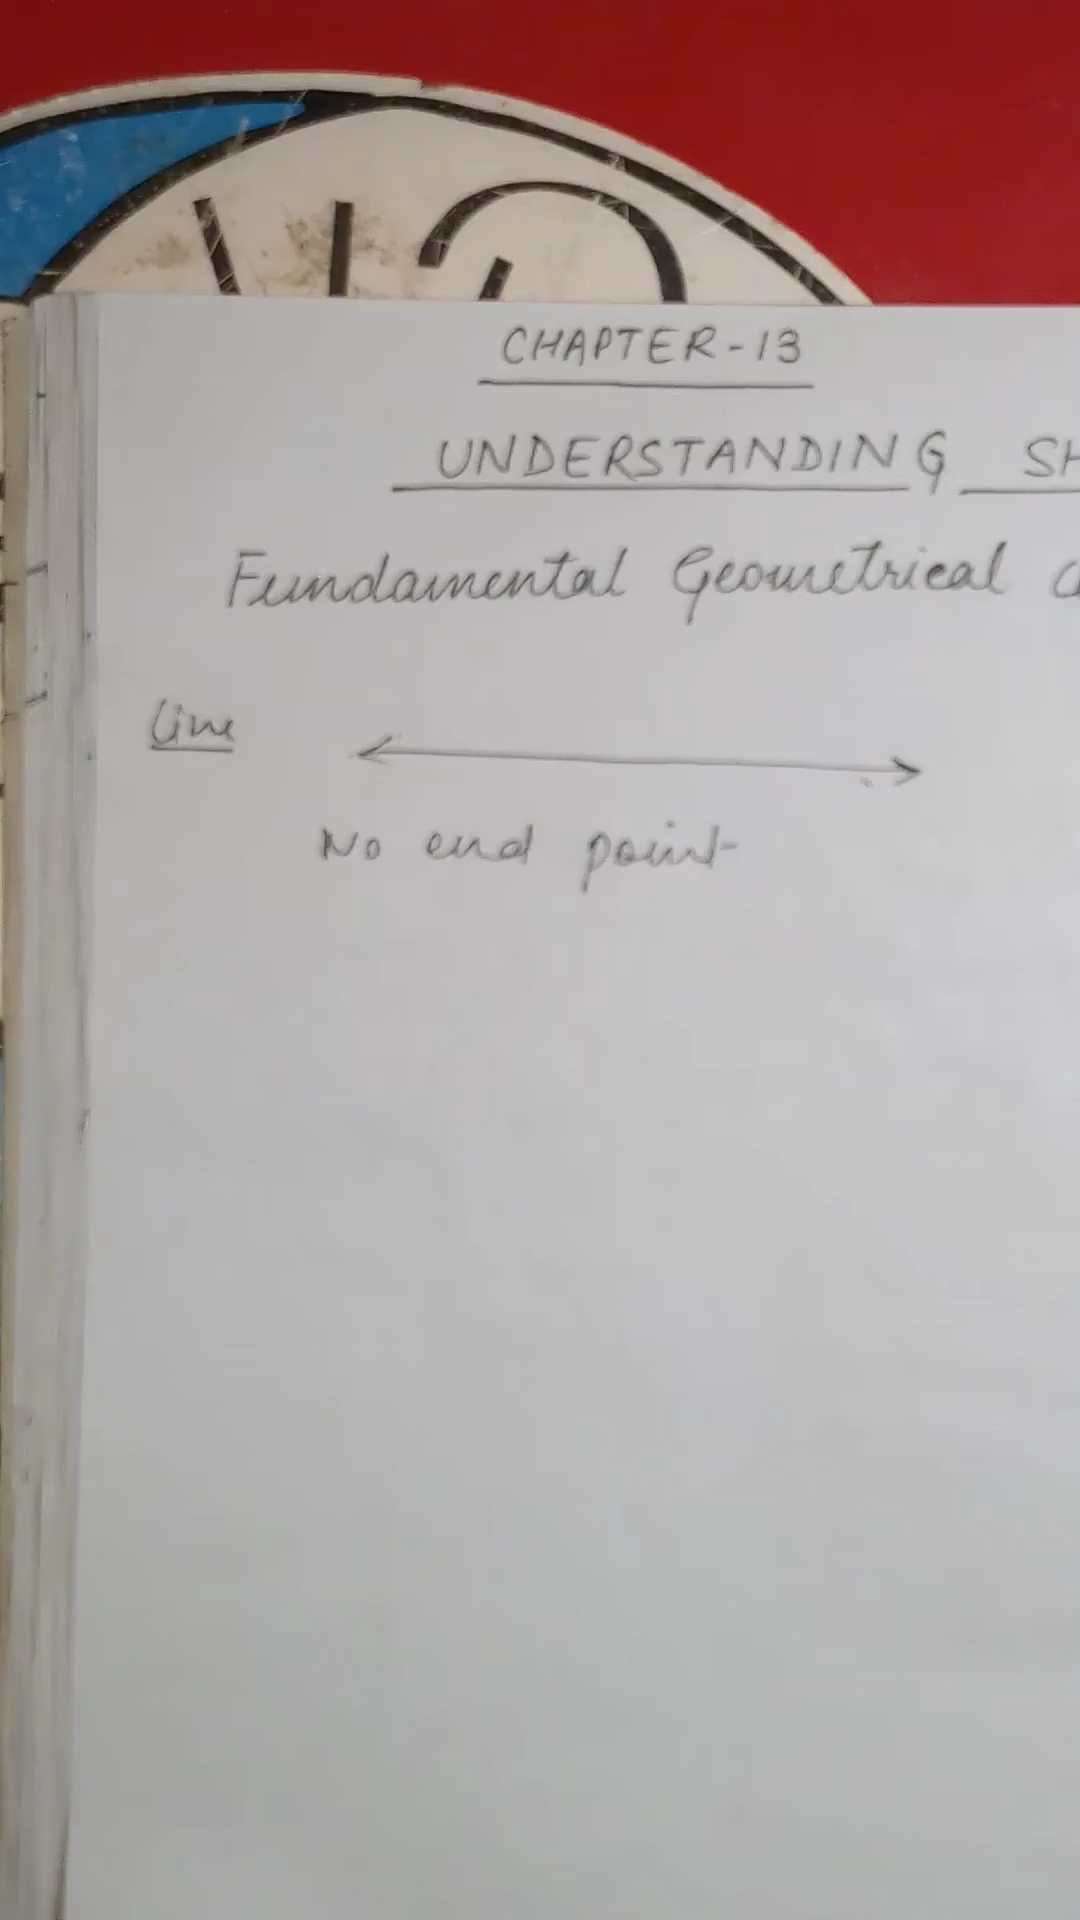 CHAPTER-13
UNDERSTANDING SH
Fundamental Geometrical
Line
No end point